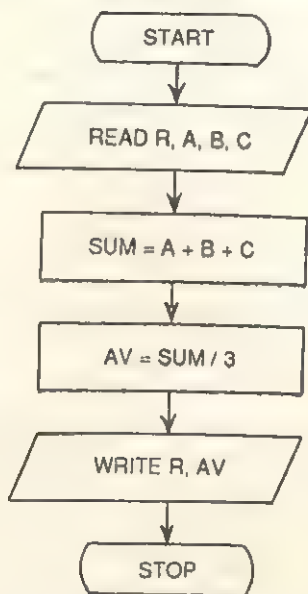 START
READ R, A, B, C
SUM = A + B + C
AV = SUM / 3
WRITE R, AV
STOP